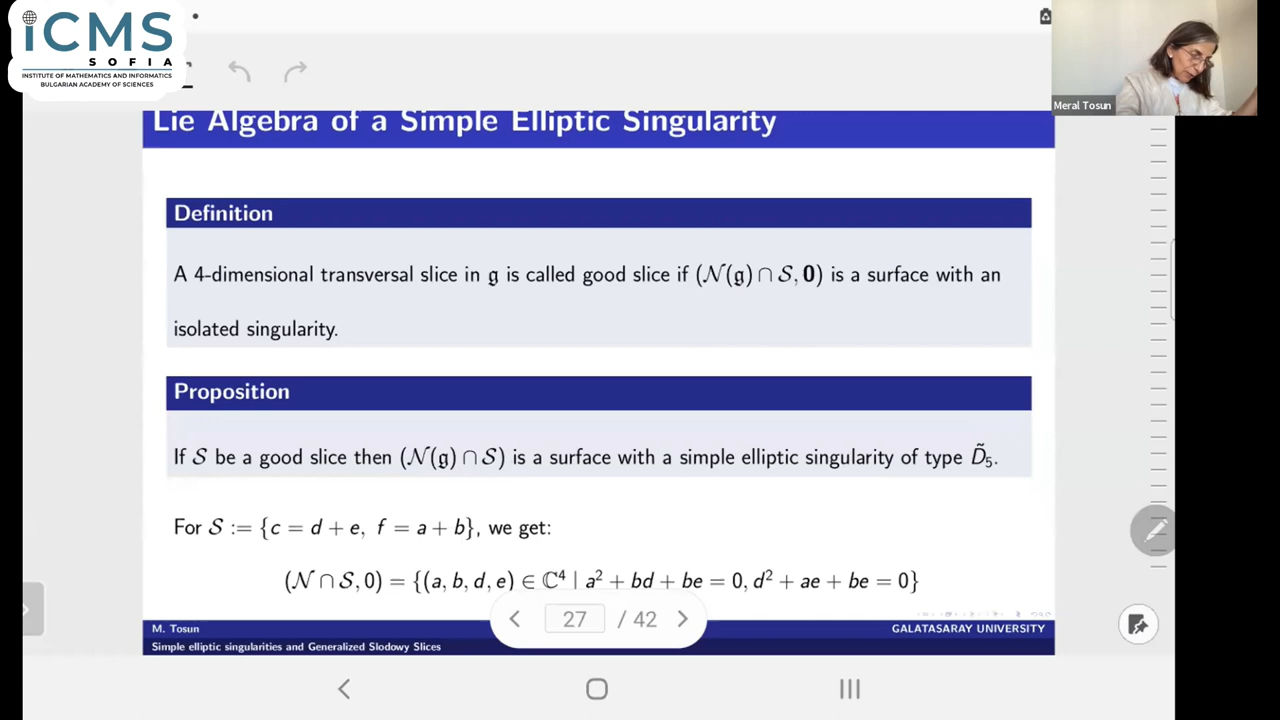 iCMS
SOFIA
INSTITUTE OF MATHEMATICS AND INFORMATICS
BULGARIAN ACADEMY OF SCIENCES
Meral Tosun
Lie Algebra of a Simple Elliptic Singularity
Definition
A 4-dimensional transversal slice in 𝔤 is called good slice if (𝒩(𝔤) ∩ 𝒮, 𝟎) is a surface with an
isolated singularity.
Proposition
If 𝒮 be a good slice then (𝒩(𝔤) ∩ 𝒮) is a surface with a simple elliptic singularity of type D̃₅.
For 𝒮 := {c = d + e, f = a + b}, we get:
(𝒩 ∩ 𝒮, 0) = {(a, b, d, e) ∈ ℂ⁴ | a² + bd + be = 0, d² + ae + be = 0}
27 / 42
M. Tosun
GALATASARAY UNIVERSITY
Simple elliptic singularities and Generalized Slodowy Slices